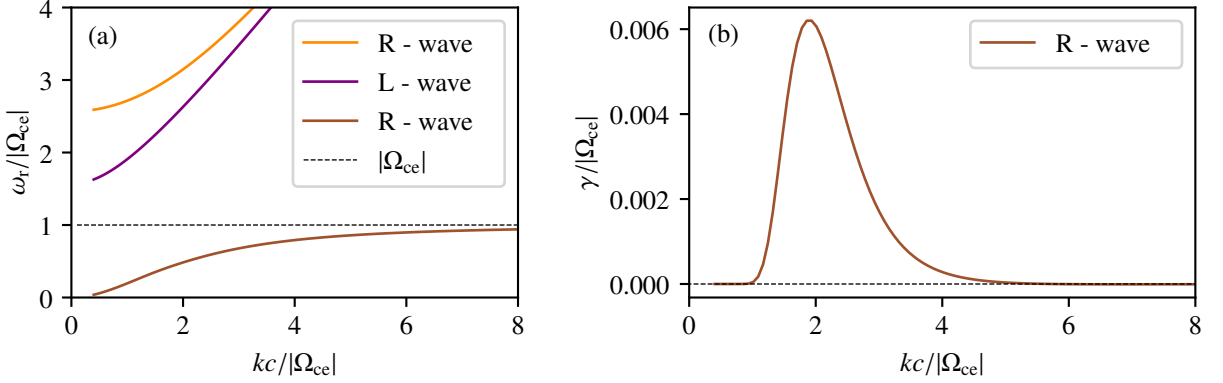 (a)
R - wave
L - wave
R - wave
|Ω_ce|
ω_r/|Ω_ce|
4
3
2
1
0
0 2 4 6 8
kc/|Ω_ce|
(b)
R - wave
γ/|Ω_ce|
0.006
0.004
0.002
0.000
0 2 4 6 8
kc/|Ω_ce|